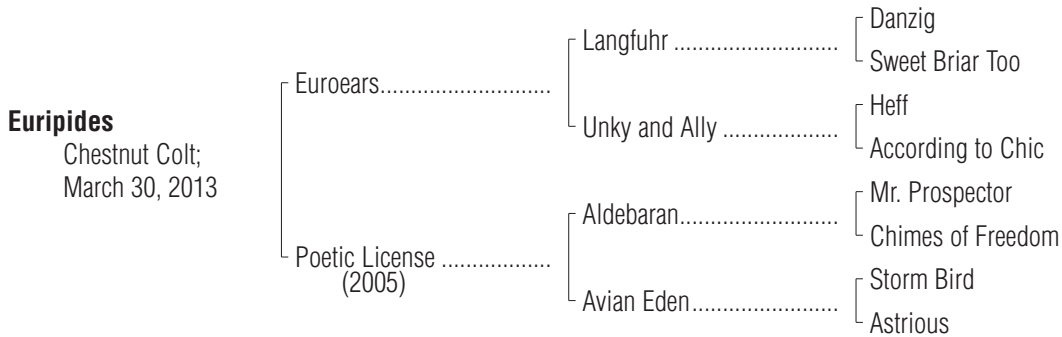 Danzig
Langfuhr ..............................
Sweet Briar Too
Euroears...............................
Heff
Unky and Ally .....................
According to Chic
Euripides
Chestnut Colt;
March 30, 2013
Mr. Prospector
Aldebaran.............................
Chimes of Freedom
Poetic License ....................
(2005)
Storm Bird
Avian Eden...........................
Astrious